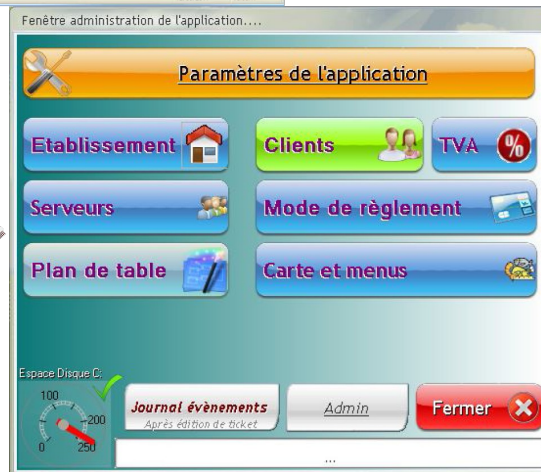 Fenêtre administration de l'application....
Paramètres de l'application
Etablissement
Clients
TVA
%
Serveurs
Mode de règlement
Plan de table
Carte et menus
Espace Disque C:
100
200
0
250
Journal évènements
Après édition de ticket
Admin
Fermer
...